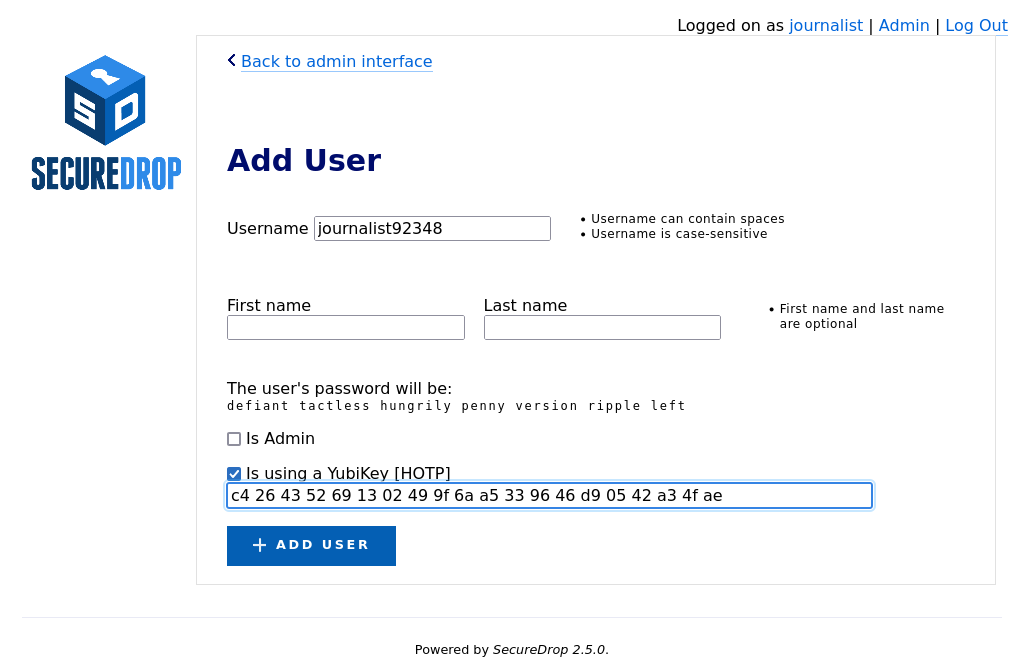 Logged on as journalist | Admin | Log Out
Back to admin interface
SD
SECUREDROP
Add User
Username journalist92348
• Username can contain spaces
• Username is case-sensitive
First name
Last name
• First name and last name
are optional
The user's password will be:
defiant tactless hungrily penny version ripple left
Is Admin
Is using a YubiKey [HOTP]
c4 26 43 52 69 13 02 49 9f 6a a5 33 96 46 d9 05 42 a3 4f ae
+ ADD USER
Powered by SecureDrop 2.5.0.